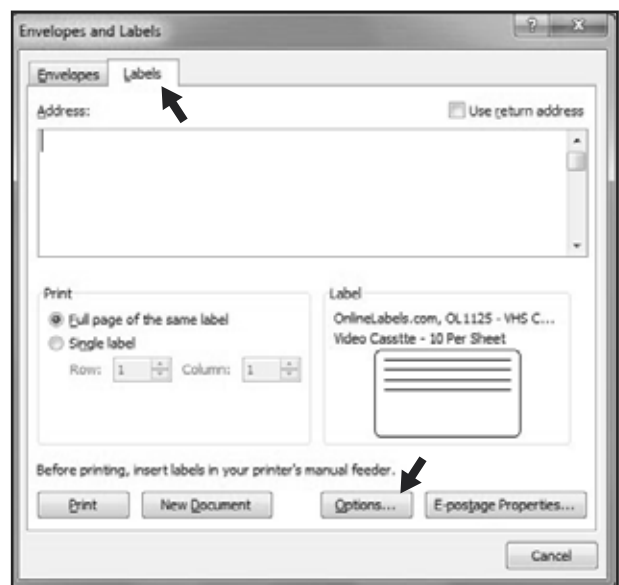 Envelopes and Labels
Envelopes Labels
Address: Use return address
Print
Full page of the same label
Single label
Row: 1 Column: 1
Label
OnlineLabels.com, OL1125 - VHS C...
Video Casstte - 10 Per Sheet
Before printing, insert labels in your printer's manual feeder.
Print New Document Options... E-postage Properties...
Cancel